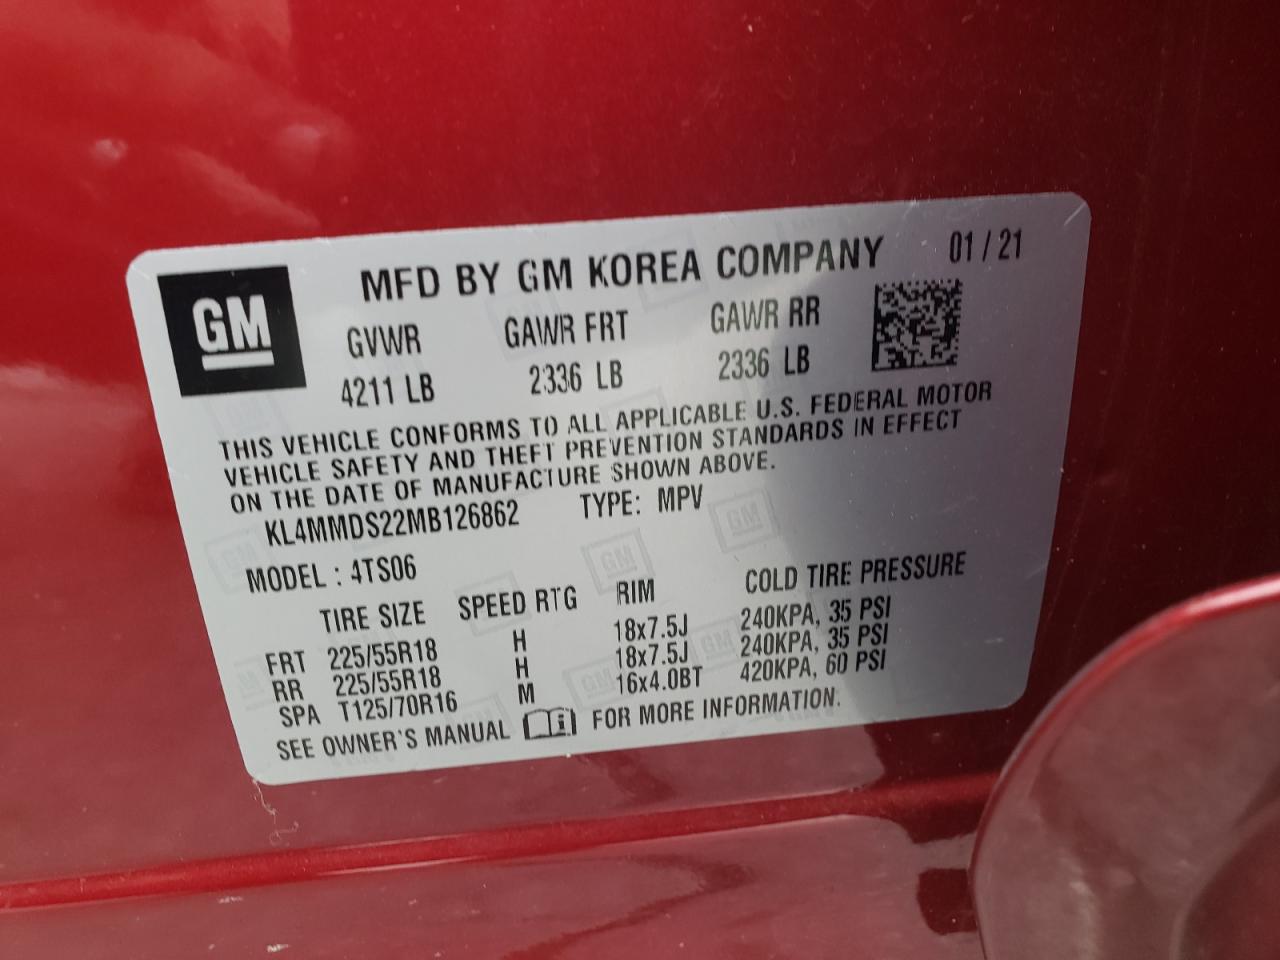 GM
MFD BY GM KOREA COMPANY 01/21
GVWR GAWR FRT GAWR RR
4211 LB 2336 LB 2336 LB
THIS VEHICLE CONFORMS TO ALL APPLICABLE U.S. FEDERAL MOTOR
VEHICLE SAFETY AND THEFT PREVENTION STANDARDS IN EFFECT
ON THE DATE OF MANUFACTURE SHOWN ABOVE.
KL4MMDS22MB126862 TYPE: MPV
MODEL : 4TS06
TIRE SIZE SPEED RTG RIM COLD TIRE PRESSURE
FRT 225/55R18 H 18x7.5J 240KPA, 35 PSI
RR 225/55R18 H 18x7.5J 240KPA, 35 PSI
SPA T125/70R16 M 16x4.0BT 420KPA, 60 PSI
SEE OWNER'S MANUAL i FOR MORE INFORMATION.